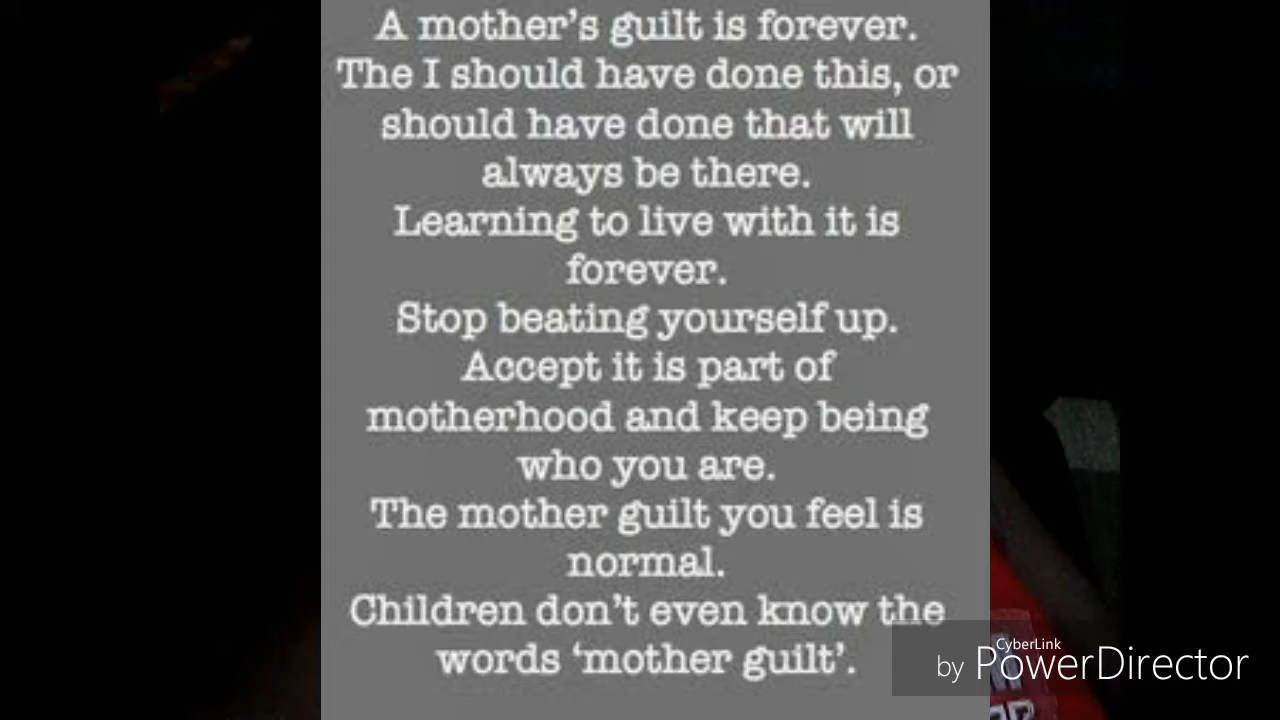 A mother’s guilt is forever.
The I should have done this, or
should have done that will
always be there.
Learning to live with it is
forever.
Stop beating yourself up.
Accept it is part of
motherhood and keep being
who you are.
The mother guilt you feel is
normal.
Children don’t even know the
words ‘mother guilt’.
CyberLink
by PowerDirector